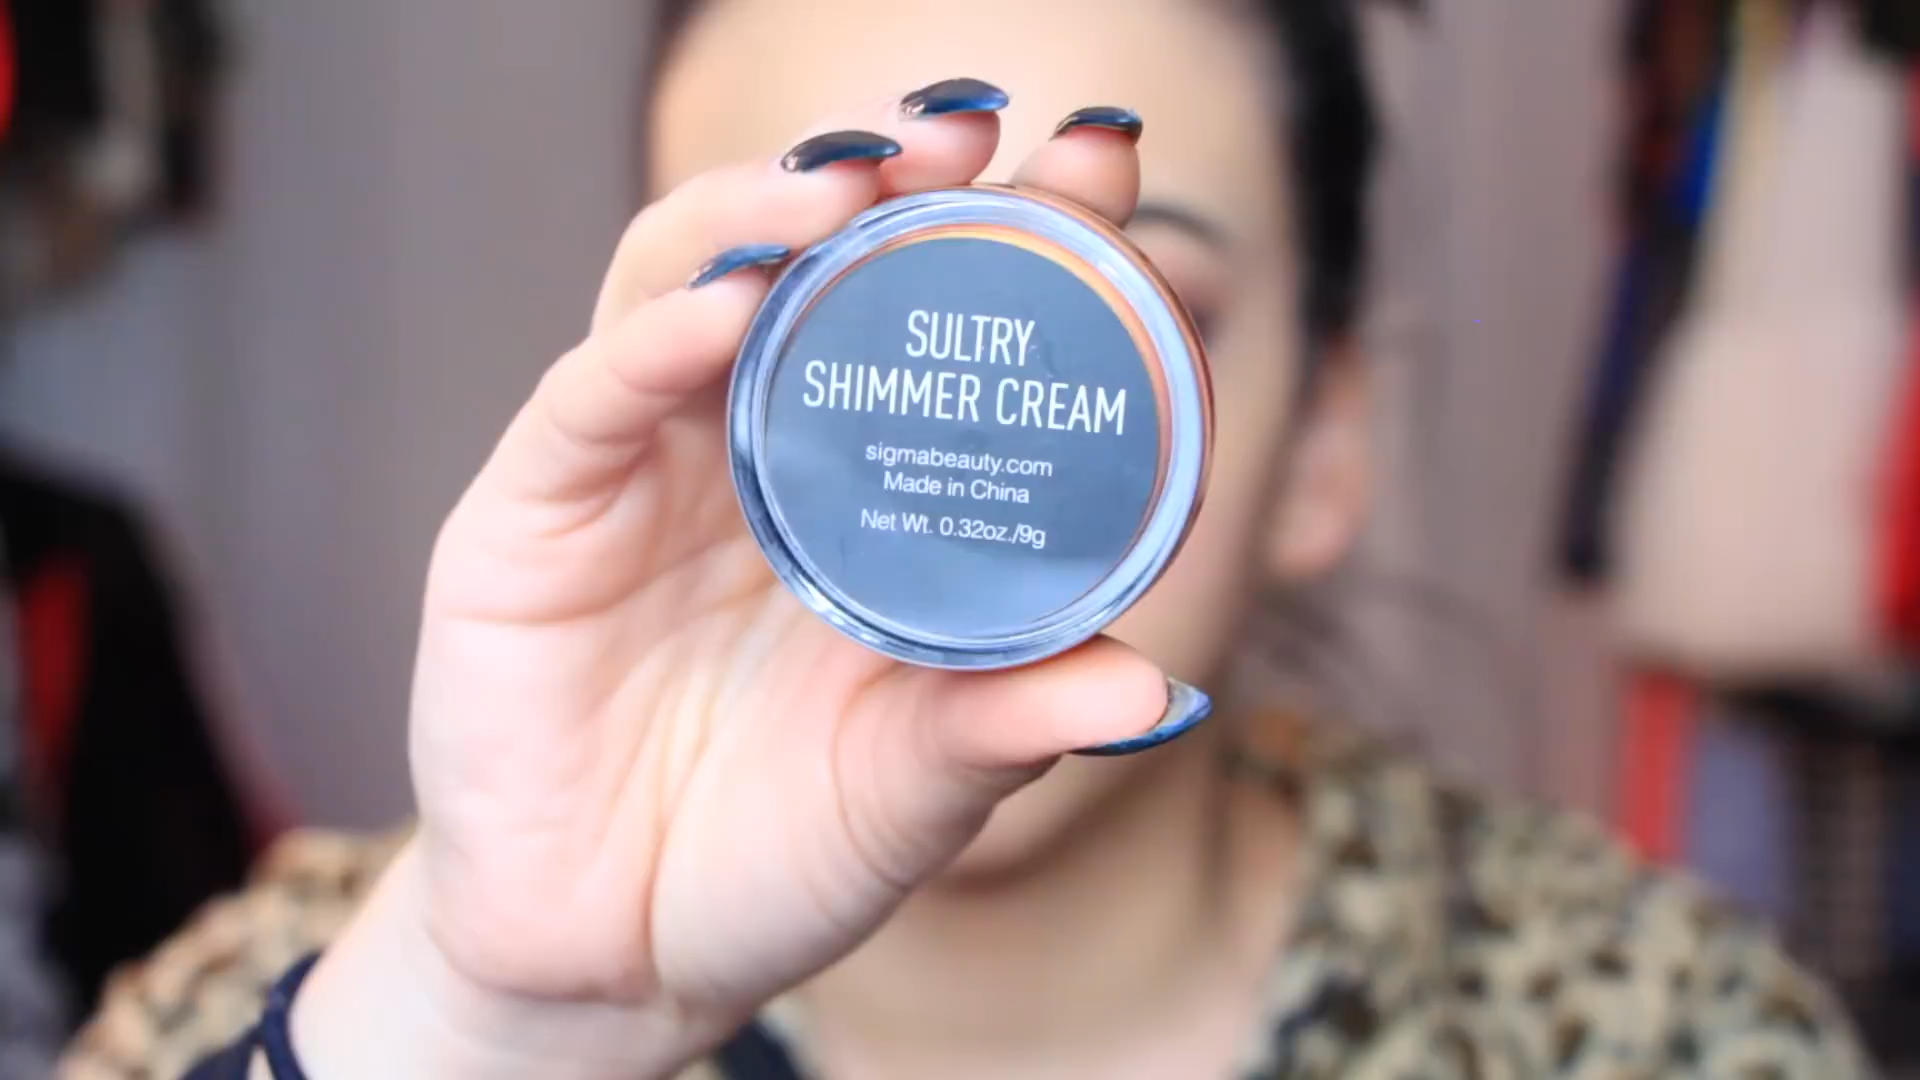 SULTRY
SHIMMER CREAM
sigmabeauty.com
Made in China
Net Wt. 0.32oz./9g